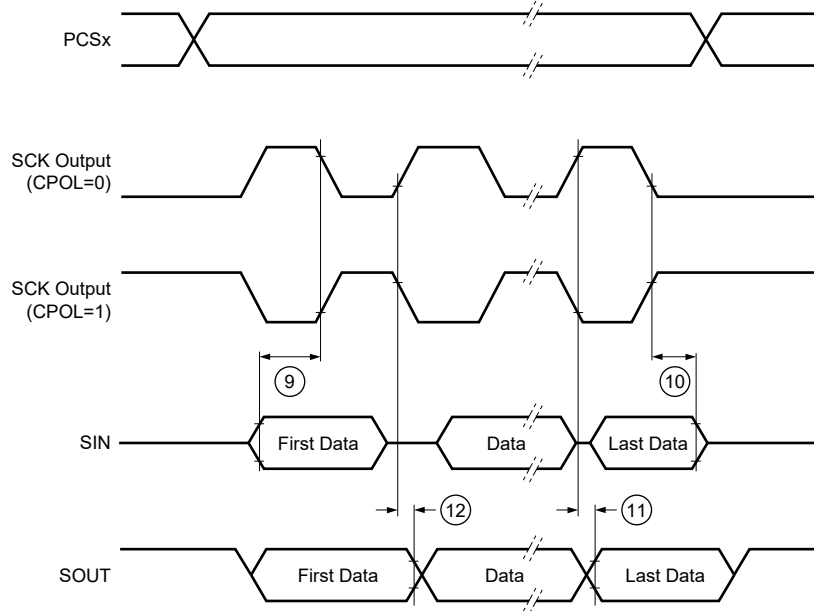 PCSx
SCK Output
(CPOL=0)
SCK Output
(CPOL=1)
9
10
SIN
First Data
Data
Last Data
12
11
SOUT
First Data
Data
Last Data